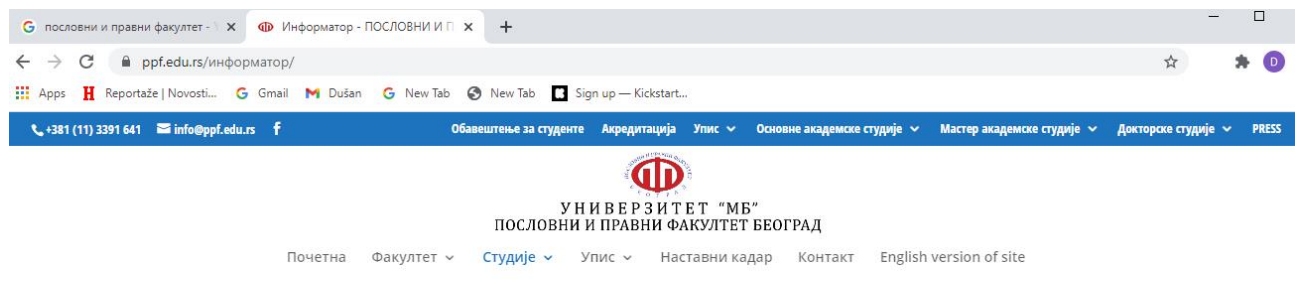 пословни и правни факултет -
Информатор - ПОСЛОВНИ И П
ppf.edu.rs/информатор/
D
Apps H Reportaže | Novosti... Gmail Dušan New Tab New Tab Sign up — Kickstart...
+381 (11) 3391 641 info@ppf.edu.rs f Обавештење за студенте Акредитација Упис Основне академске студије Мастер академске студије Докторске студије PRESS
УНИВЕРЗИТЕТ "МБ"
ПОСЛОВНИ И ПРАВНИ ФАКУЛТЕТ БЕОГРАД
Почетна Факултет Студије Упис Наставни кадар Контакт English version of site